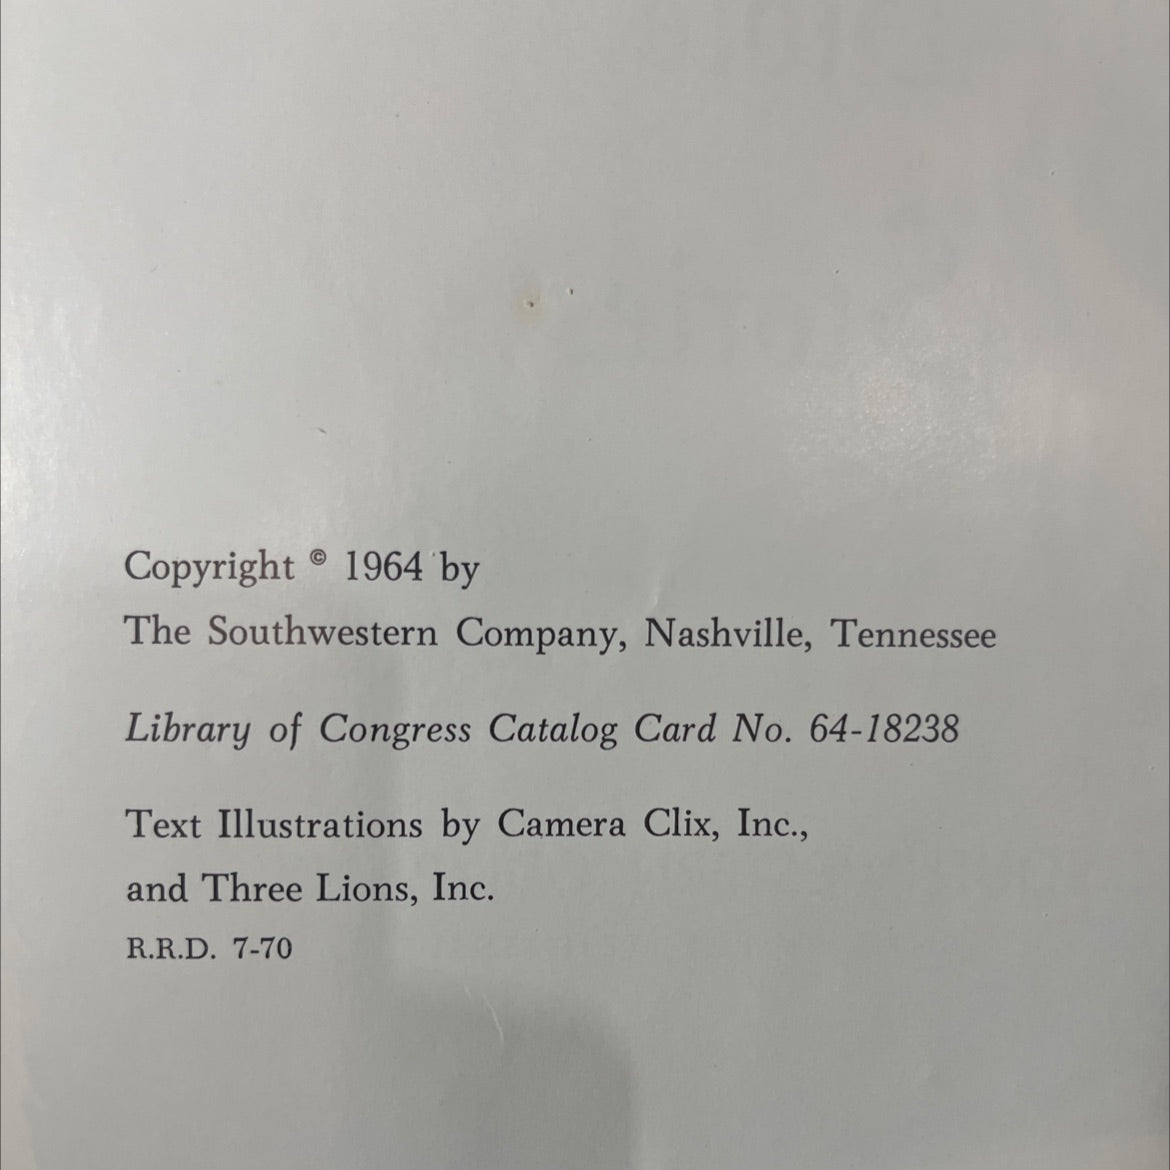 Copyright © 1964 by
The Southwestern Company, Nashville, Tennessee
Library of Congress Catalog Card No. 64-18238
Text Illustrations by Camera Clix, Inc.,
and Three Lions, Inc.
R.R.D. 7-70